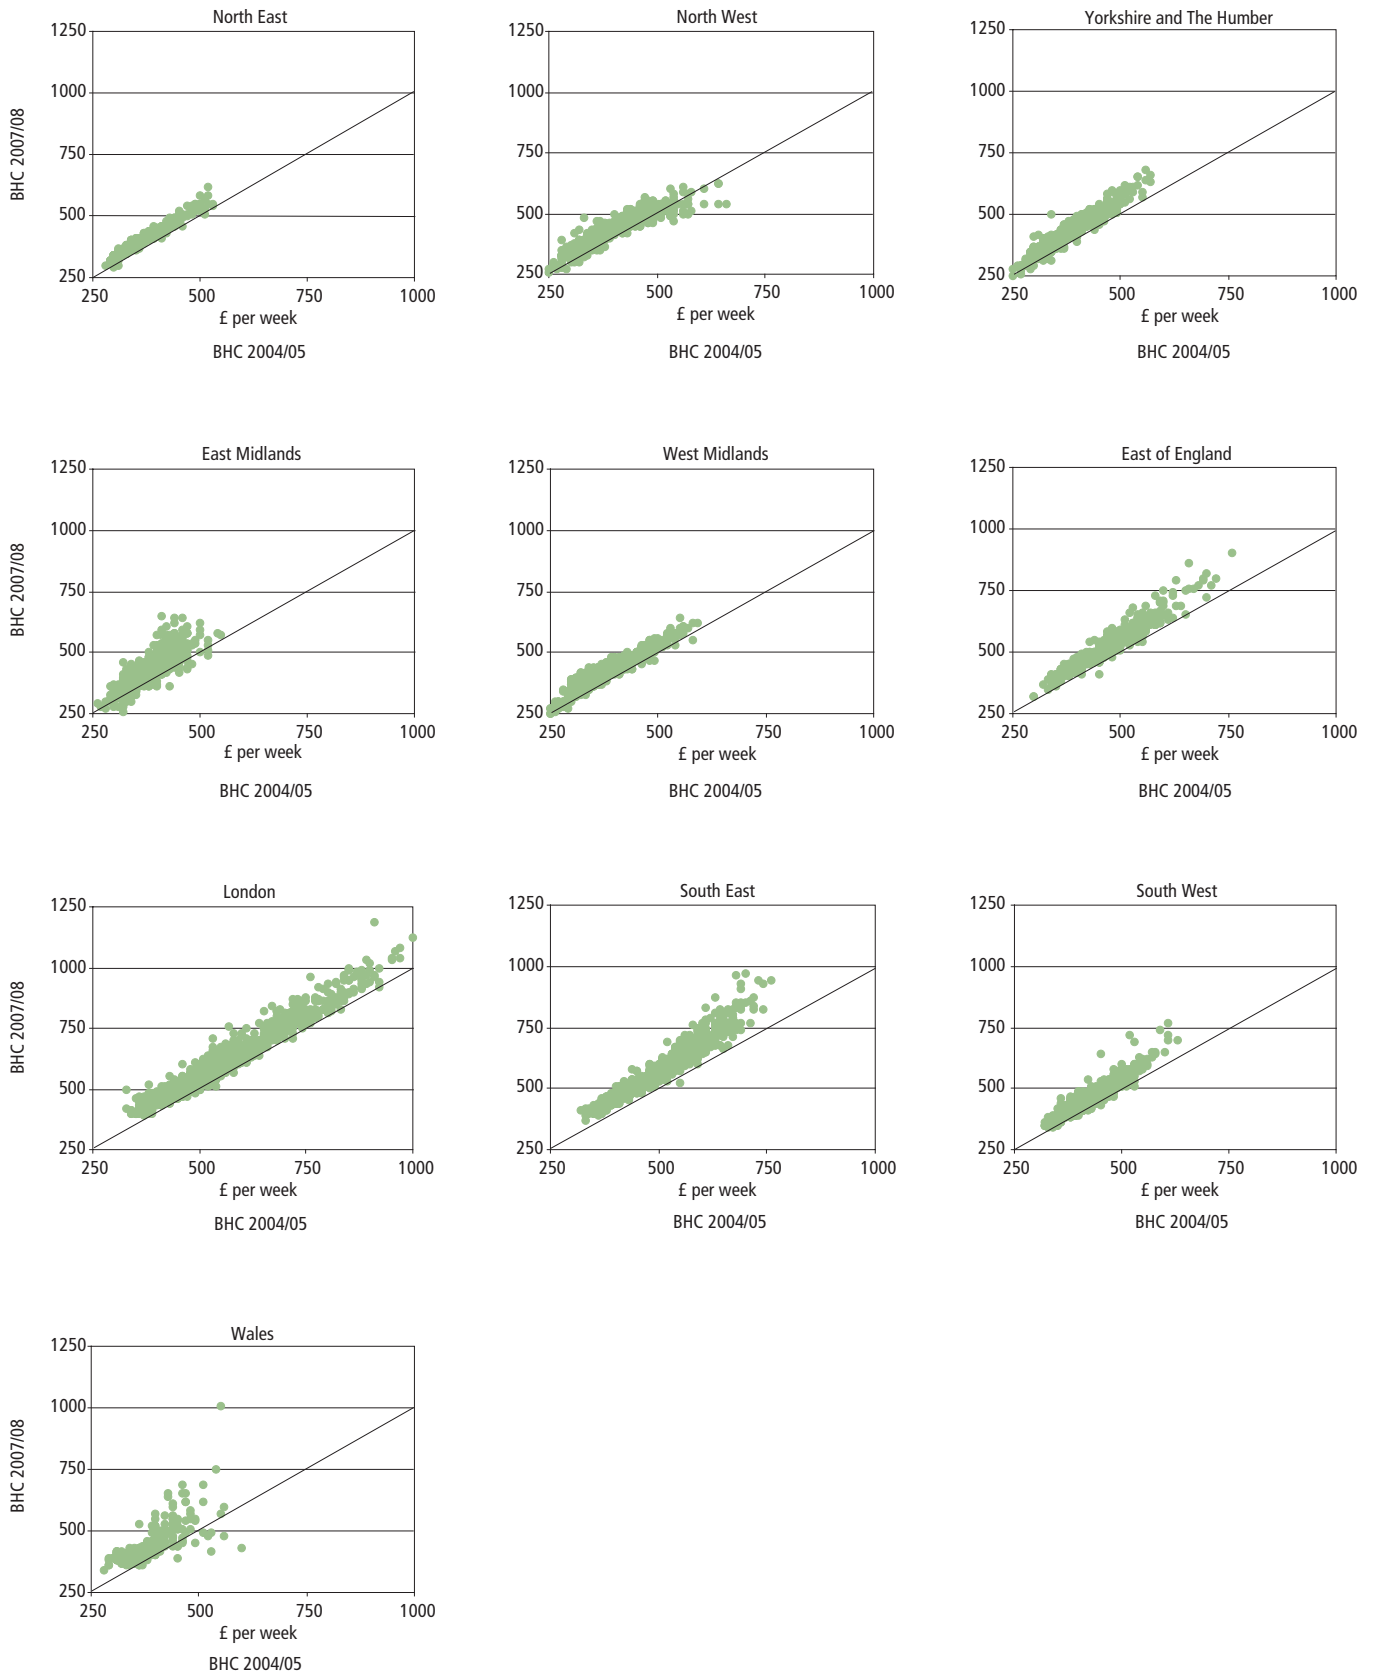 North East
North West
Yorkshire and The Humber
BHC 2007/08
1250
1000
750
500
250
250 500 750 1000
£ per week
BHC 2004/05
1250
1000
750
500
250
250 500 750 1000
£ per week
BHC 2004/05
1250
1000
750
500
250
250 500 750 1000
£ per week
BHC 2004/05
East Midlands
West Midlands
East of England
BHC 2007/08
1250
1000
750
500
250
250 500 750 1000
£ per week
BHC 2004/05
1250
1000
750
500
250
250 500 750 1000
£ per week
BHC 2004/05
1250
1000
750
500
250
250 500 750 1000
£ per week
BHC 2004/05
London
South East
South West
BHC 2007/08
1250
1000
750
500
250
250 500 750 1000
£ per week
BHC 2004/05
1250
1000
750
500
250
250 500 750 1000
£ per week
BHC 2004/05
1250
1000
750
500
250
250 500 750 1000
£ per week
BHC 2004/05
Wales
BHC 2007/08
1250
1000
750
500
250
250 500 750 1000
£ per week
BHC 2004/05